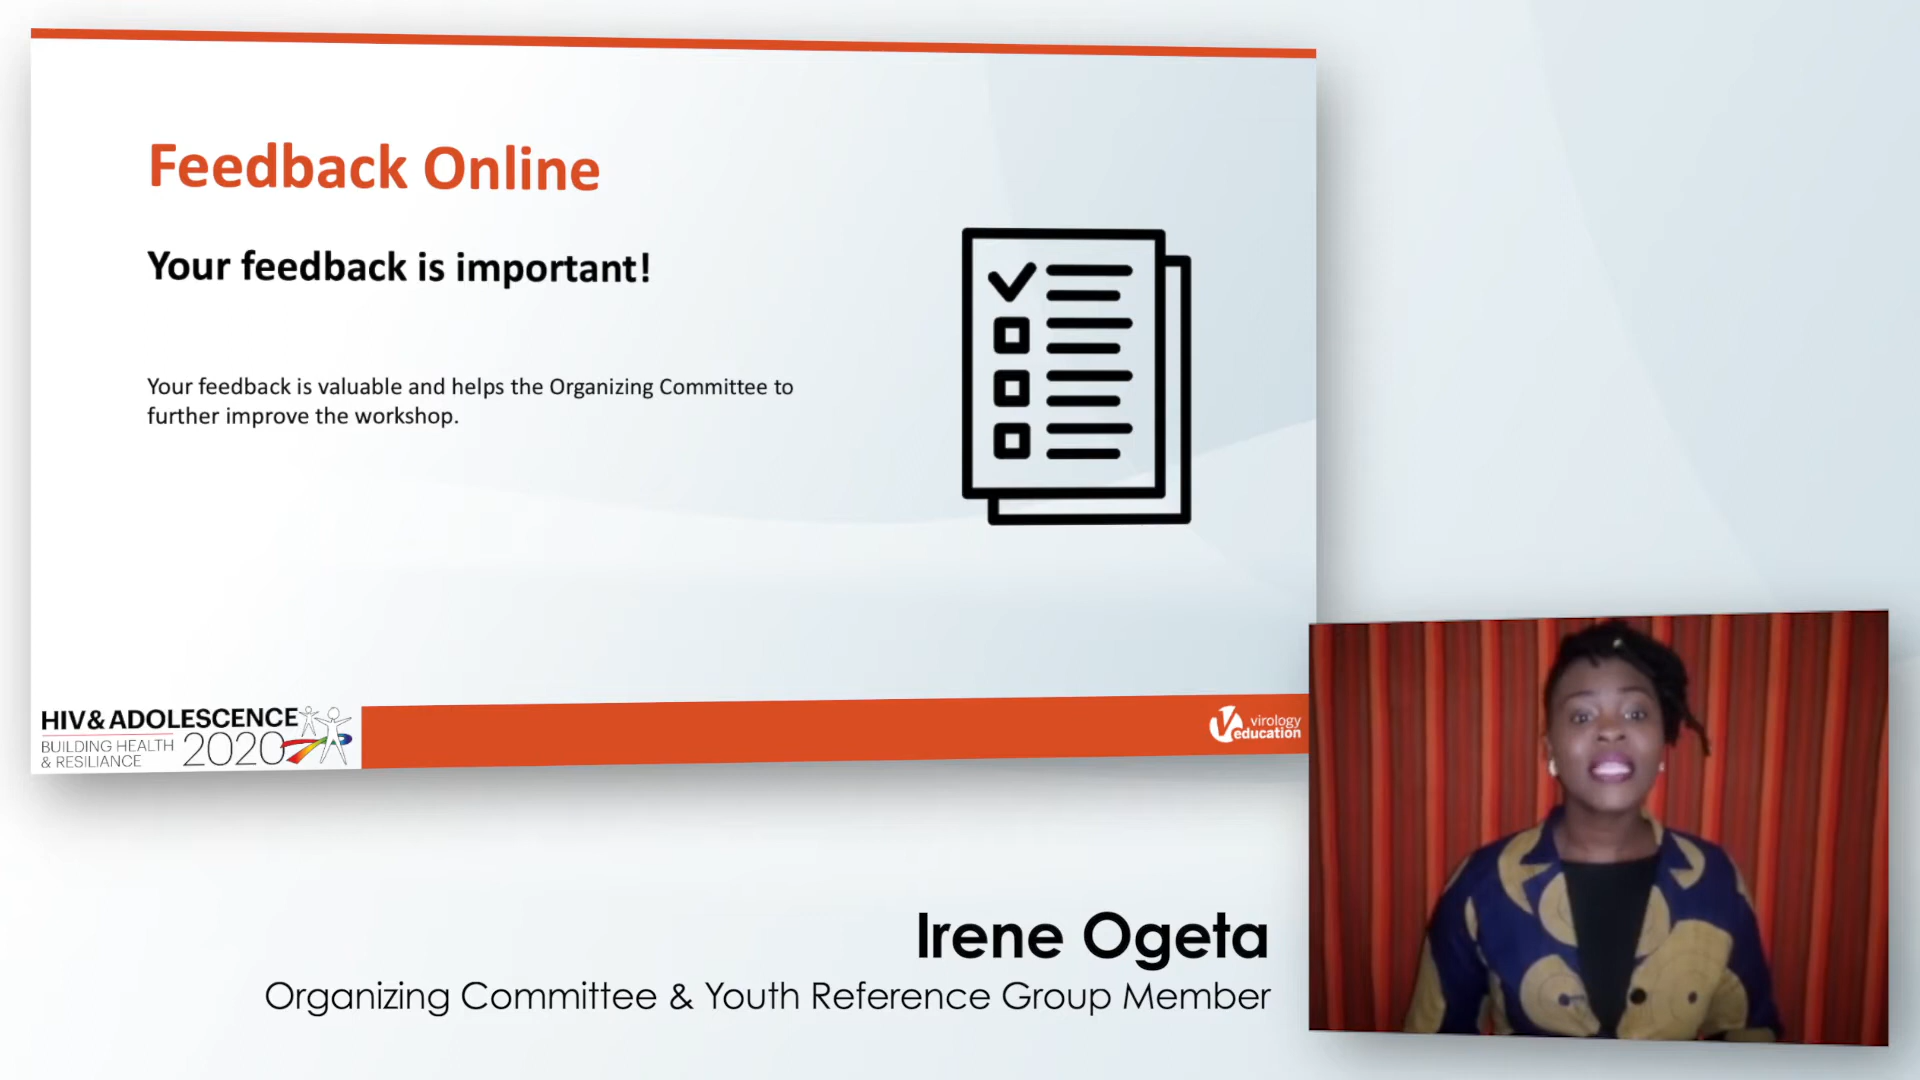 Feedback Online
Your feedback is important!
Your feedback is valuable and helps the Organizing Committee to
further improve the workshop.
HIV & ADOLESCENCE
BUILDING HEALTH
& RESILIANCE
2020
virology
education
Irene Ogeta
Organizing Committee & Youth Reference Group Member